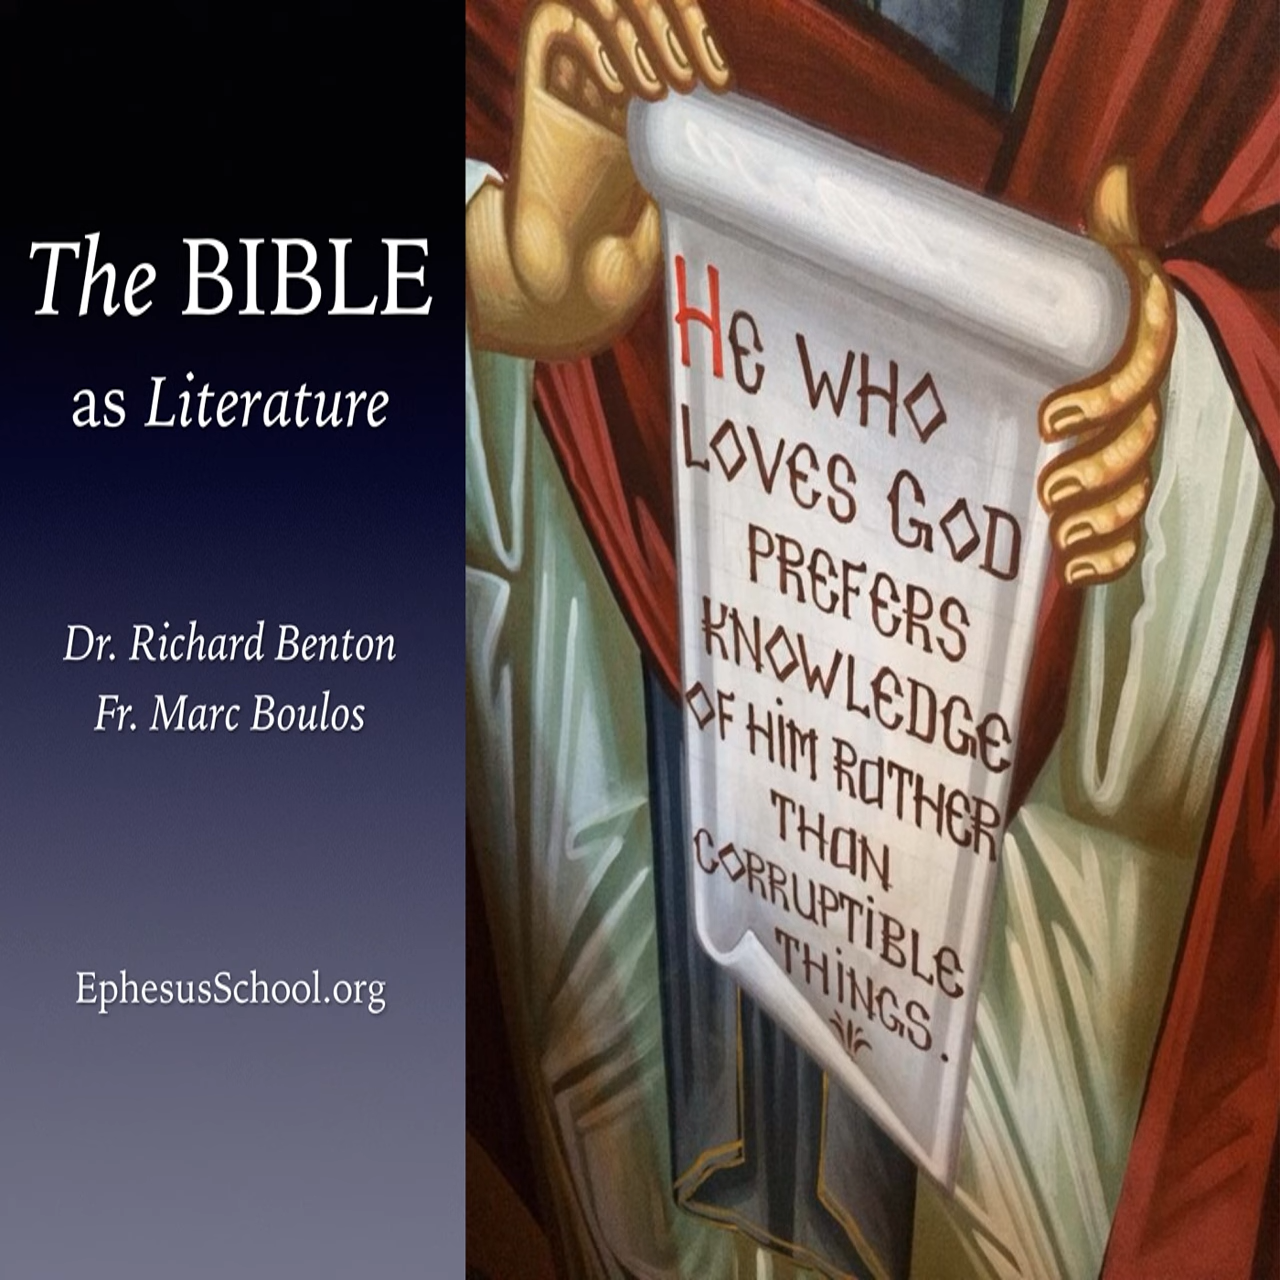 The BIBLE
as Literature
Dr. Richard Benton
Fr. Marc Boulos
EphesusSchool.org
HE WHO
LOVES GOD
PREFERS
KNOWLEDGE
OF HIM RATHER
THAN
CORRUPTIBLE
THINGS.